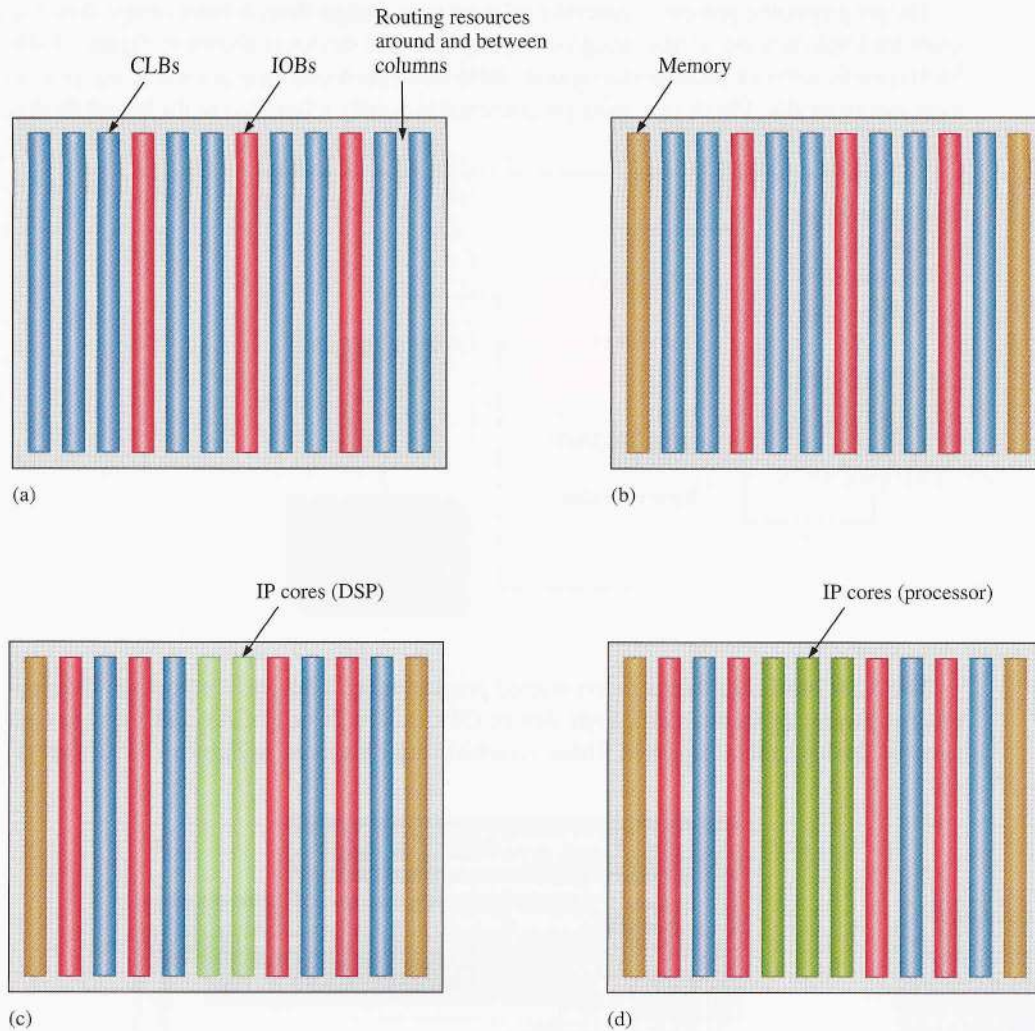 Routing resources
around and between
columns
CLBs
IOBs
Memory
(a)
(b)
IP cores (DSP)
IP cores (processor)
(c)
(d)